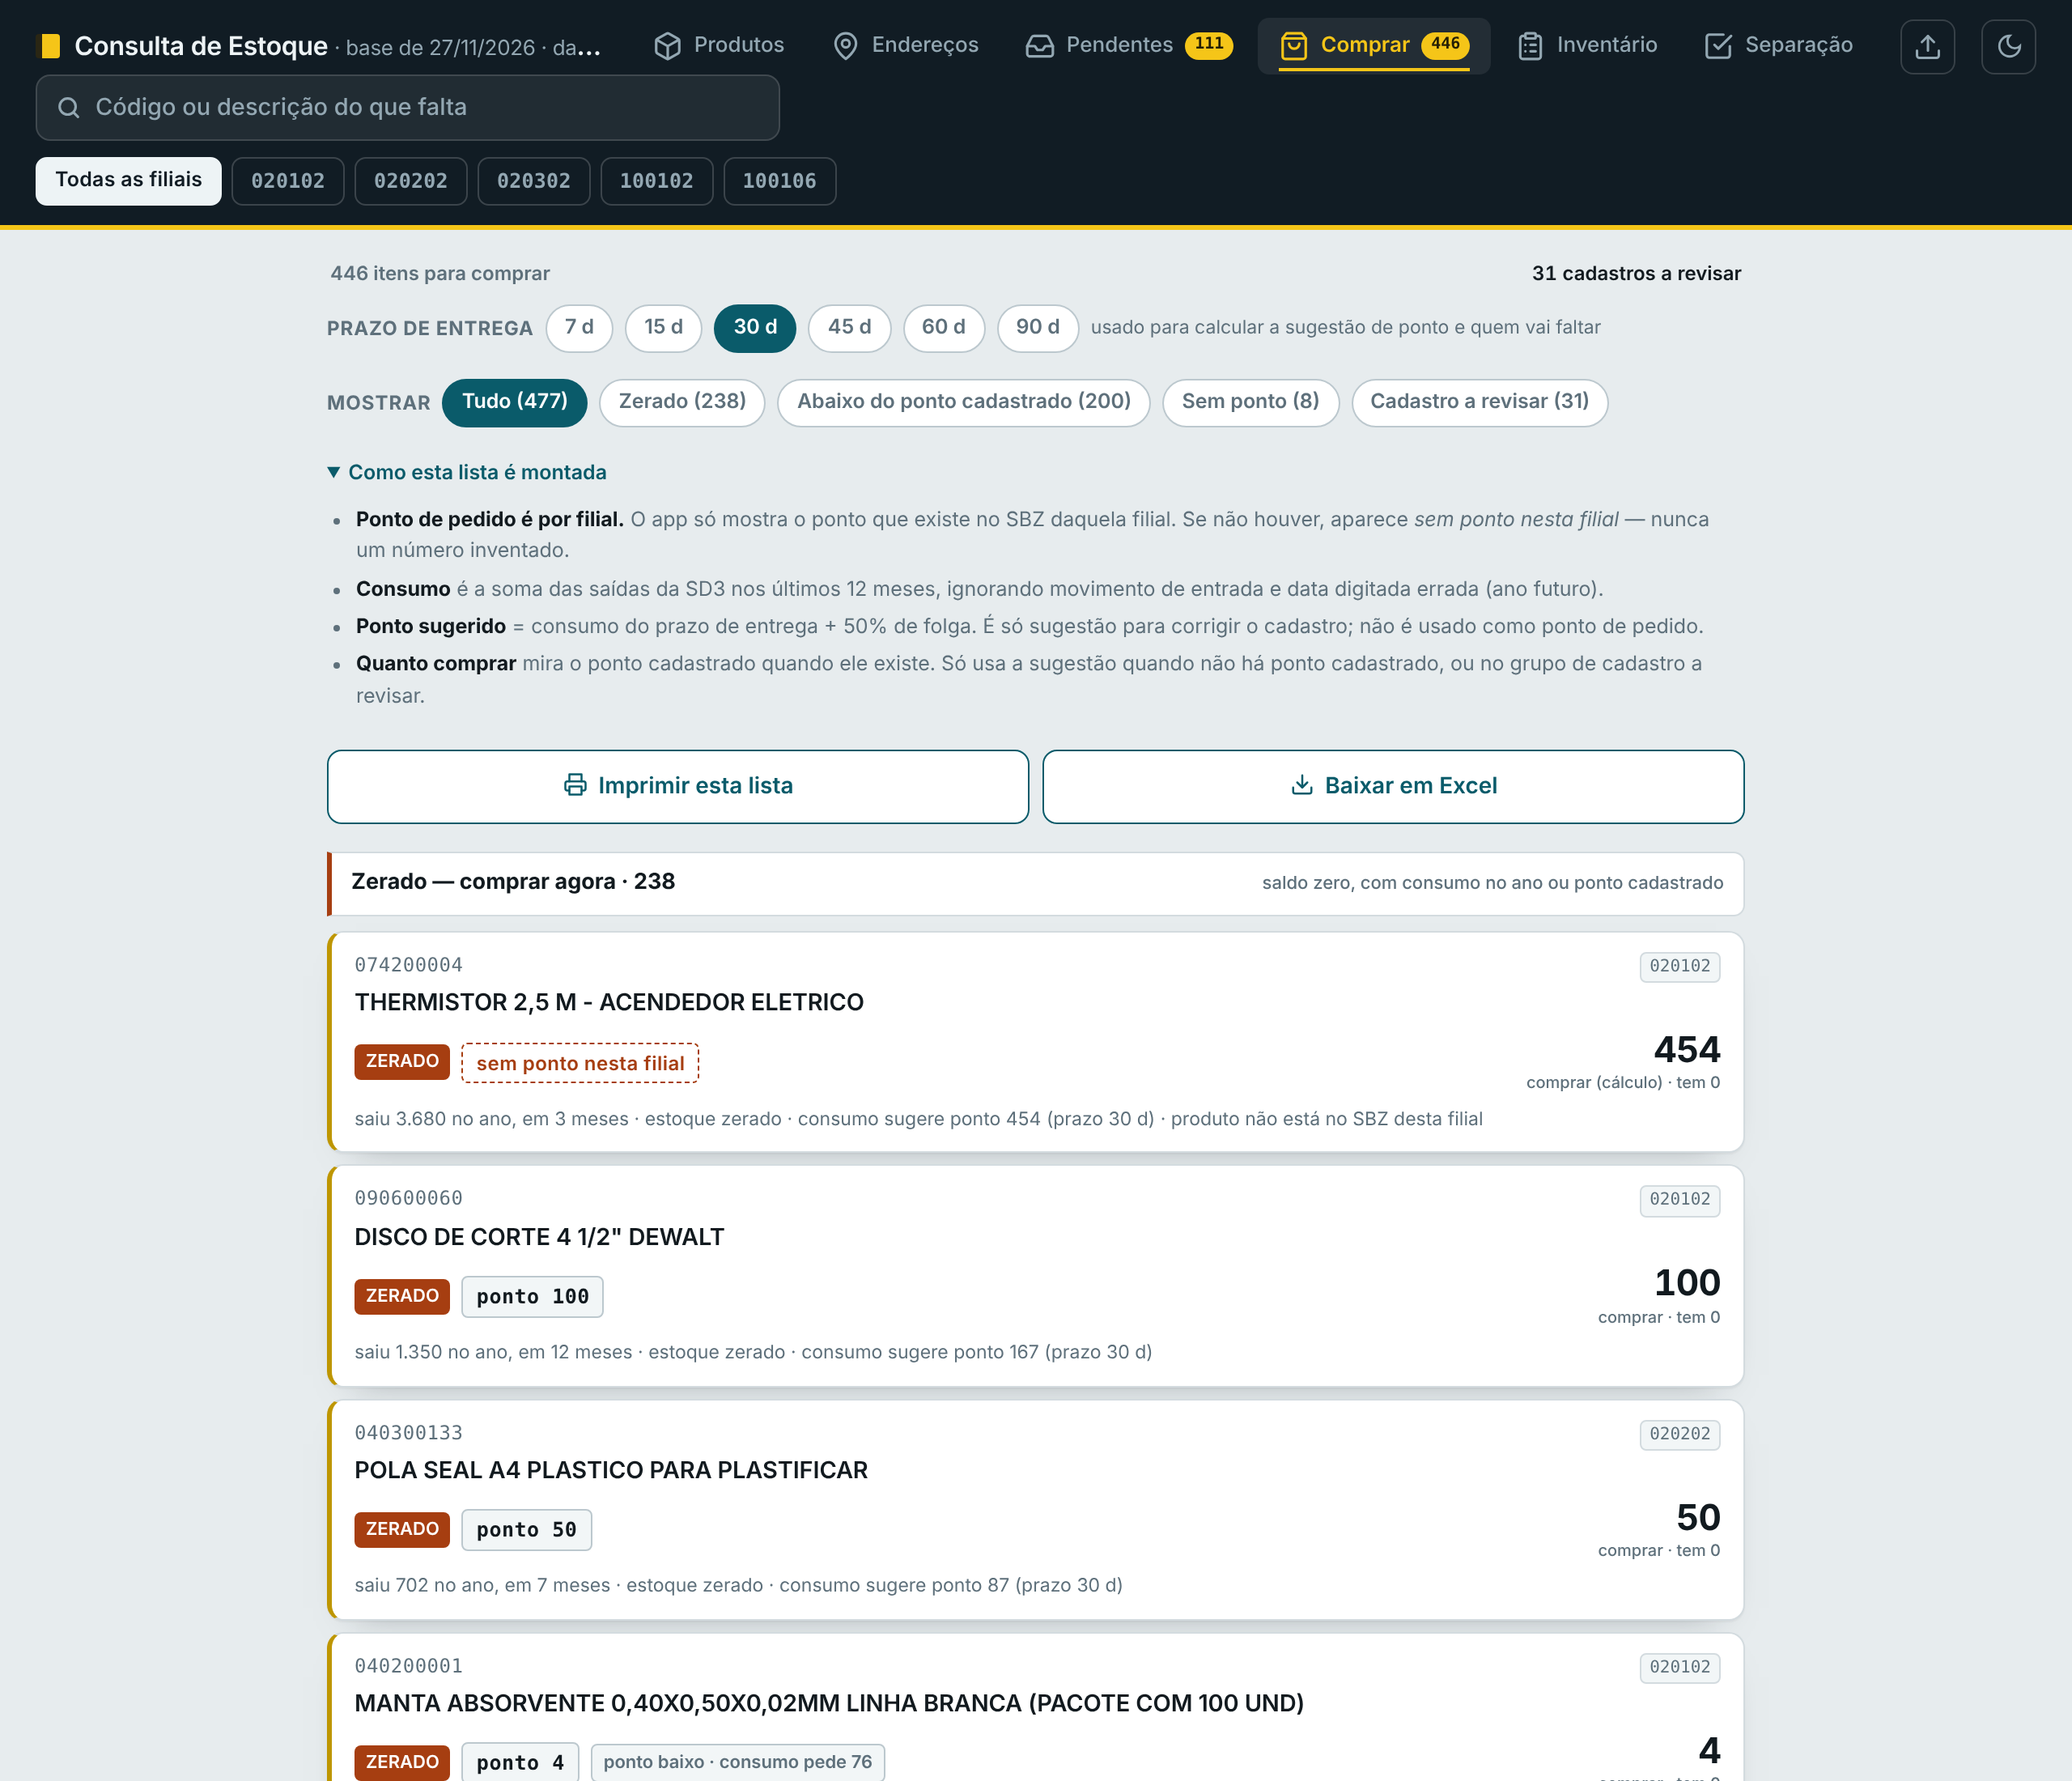 Consulta de Estoque · base de 27/11/2026 · da...
Produtos
Endereços
Pendentes 111
Comprar 446
Inventário
Separação
Código ou descrição do que falta
Todas as filiais 020102 020202 020302 100102 100106
446 itens para comprar
31 cadastros a revisar
PRAZO DE ENTREGA 7 d 15 d 30 d 45 d 60 d 90 d usado para calcular a sugestão de ponto e quem vai faltar
MOSTRAR Tudo (477) Zerado (238) Abaixo do ponto cadastrado (200) Sem ponto (8) Cadastro a revisar (31)
▼ Como esta lista é montada
• Ponto de pedido é por filial. O app só mostra o ponto que existe no SBZ daquela filial. Se não houver, aparece sem ponto nesta filial — nunca
um número inventado.
• Consumo é a soma das saídas da SD3 nos últimos 12 meses, ignorando movimento de entrada e data digitada errada (ano futuro).
• Ponto sugerido = consumo do prazo de entrega + 50% de folga. É só sugestão para corrigir o cadastro; não é usado como ponto de pedido.
• Quanto comprar mira o ponto cadastrado quando ele existe. Só usa a sugestão quando não há ponto cadastrado, ou no grupo de cadastro a
revisar.
Imprimir esta lista
Baixar em Excel
Zerado — comprar agora · 238
saldo zero, com consumo no ano ou ponto cadastrado
074200004
020102
THERMISTOR 2,5 M - ACENDEDOR ELETRICO
ZERADO sem ponto nesta filial
454
comprar (cálculo) · tem 0
saiu 3.680 no ano, em 3 meses · estoque zerado · consumo sugere ponto 454 (prazo 30 d) · produto não está no SBZ desta filial
090600060
020102
DISCO DE CORTE 4 1/2" DEWALT
ZERADO ponto 100
100
comprar · tem 0
saiu 1.350 no ano, em 12 meses · estoque zerado · consumo sugere ponto 167 (prazo 30 d)
040300133
020202
POLA SEAL A4 PLASTICO PARA PLASTIFICAR
ZERADO ponto 50
50
comprar · tem 0
saiu 702 no ano, em 7 meses · estoque zerado · consumo sugere ponto 87 (prazo 30 d)
040200001
020102
MANTA ABSORVENTE 0,40X0,50X0,02MM LINHA BRANCA (PACOTE COM 100 UND)
ZERADO ponto 4 ponto baixo · consumo pede 76
4